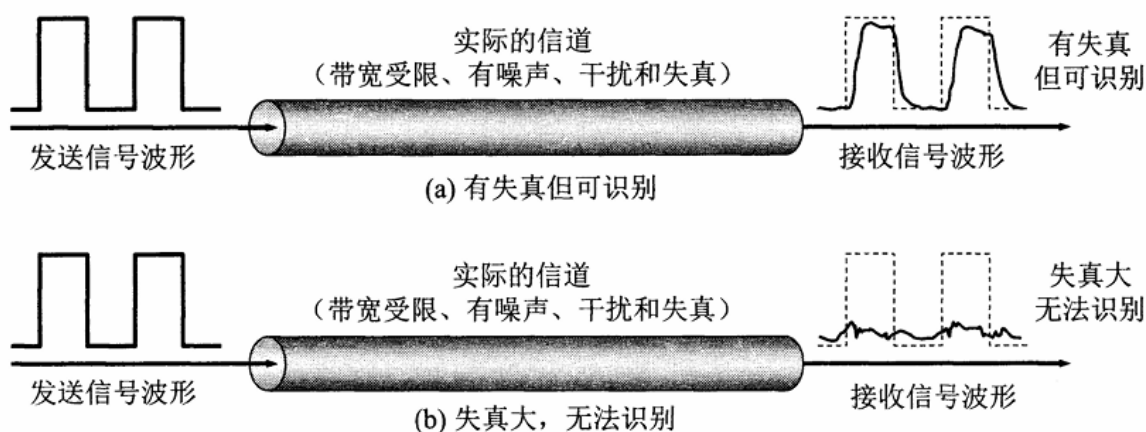 实际的信道
（带宽受限、有噪声、干扰和失真）
有失真
但可识别
发送信号波形
接收信号波形
(a) 有失真但可识别
实际的信道
（带宽受限、有噪声、干扰和失真）
失真大
无法识别
发送信号波形
接收信号波形
(b) 失真大，无法识别